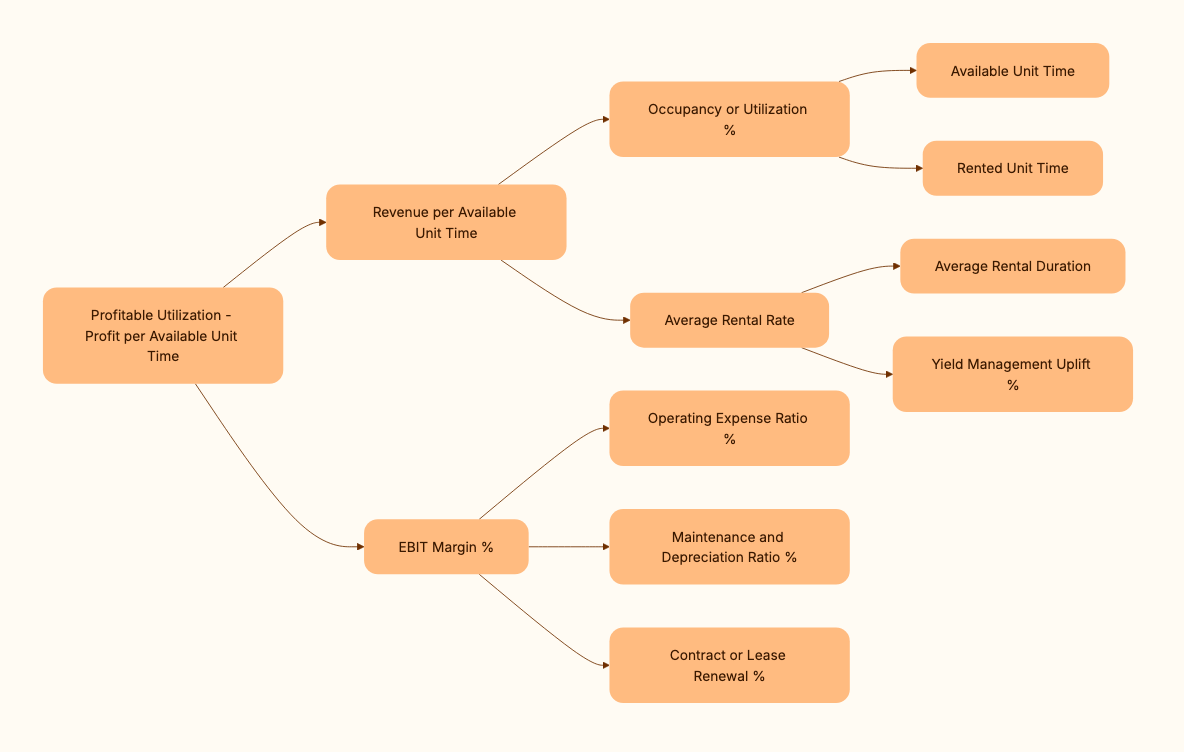 Available Unit Time
Occupancy or Utilization
%
Rented Unit Time
Revenue per Available
Unit Time
Average Rental Duration
Average Rental Rate
Profitable Utilization -
Profit per Available Unit
Time
Yield Management Uplift
%
Operating Expense Ratio
%
EBIT Margin %
Maintenance and
Depreciation Ratio %
Contract or Lease
Renewal %